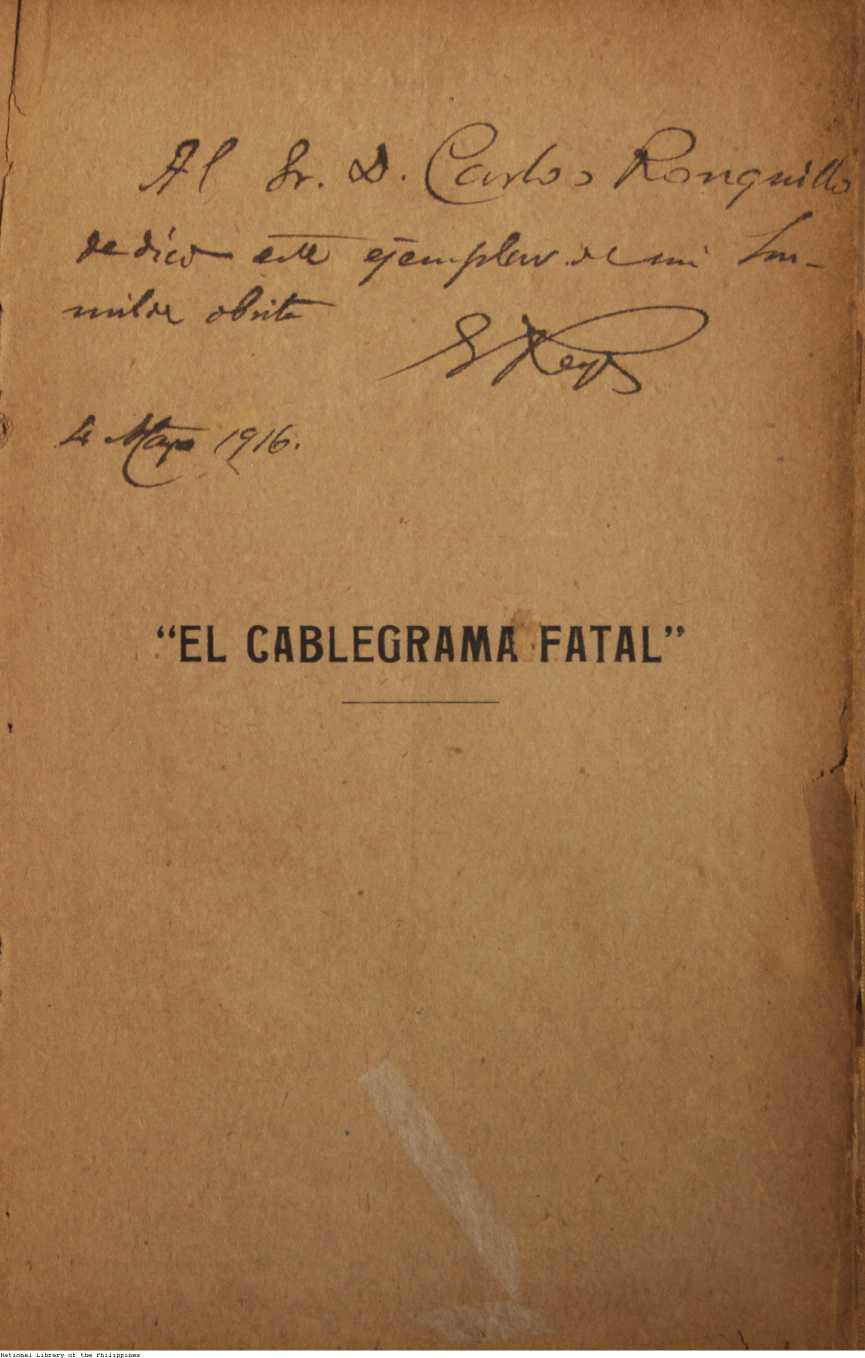 Al Sr. D. Carlos Ronquillo
dedico este ejemplar de mi hu-
milde obrita
G Reyes
4 Mayo 1916.
“EL CABLEGRAMA FATAL”
National Library of the Philippines